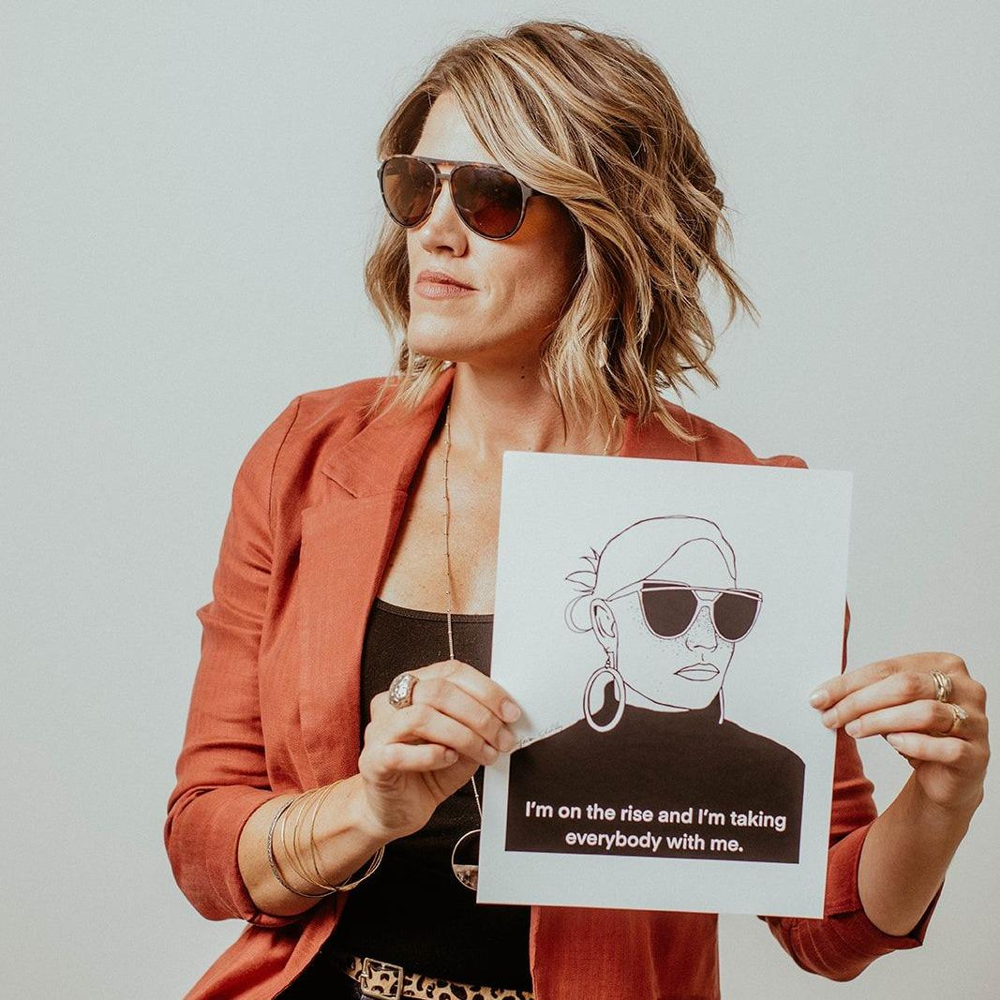 I'm on the rise and I'm taking
everybody with me.